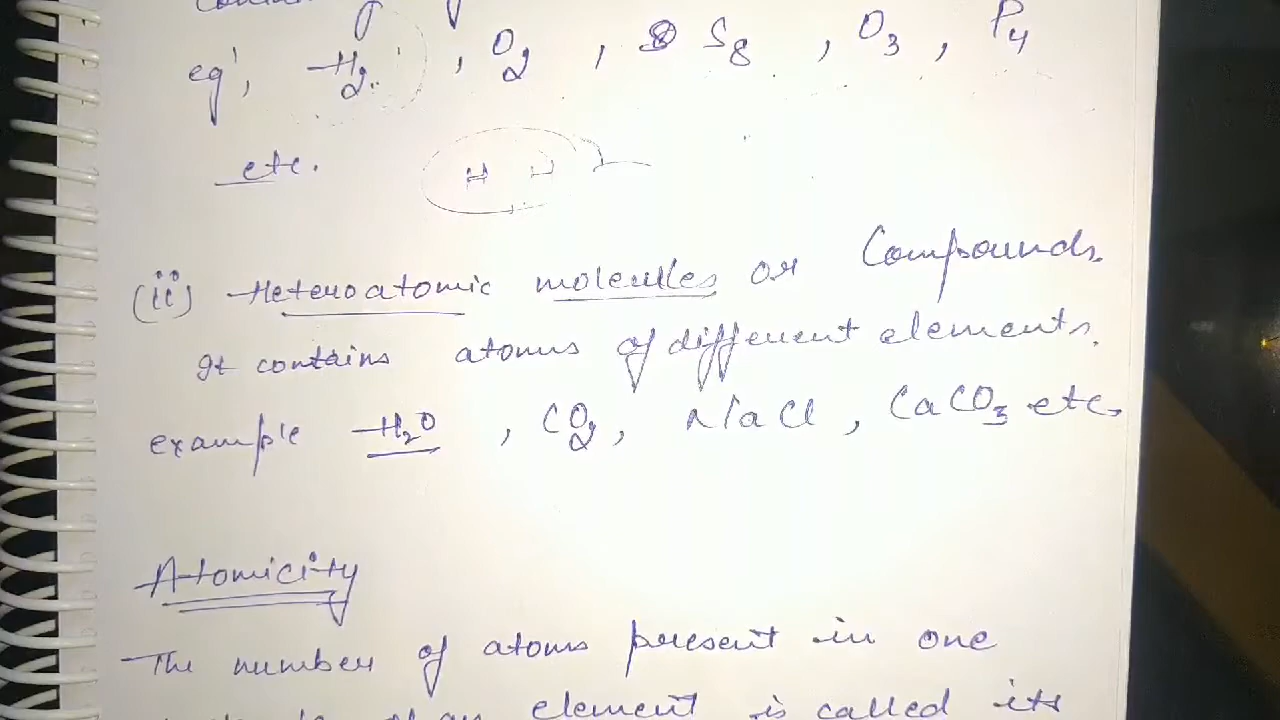 eg', H2 , O2 , S8 , O3 , P4
etc. H H
(ii) Heteroatomic molecules or Compounds.
It contains atoms of different elements.
example H2O , CO2 , NaCl , CaCO3 etc.
Atomicity
The number of atoms present in one
an element is called its